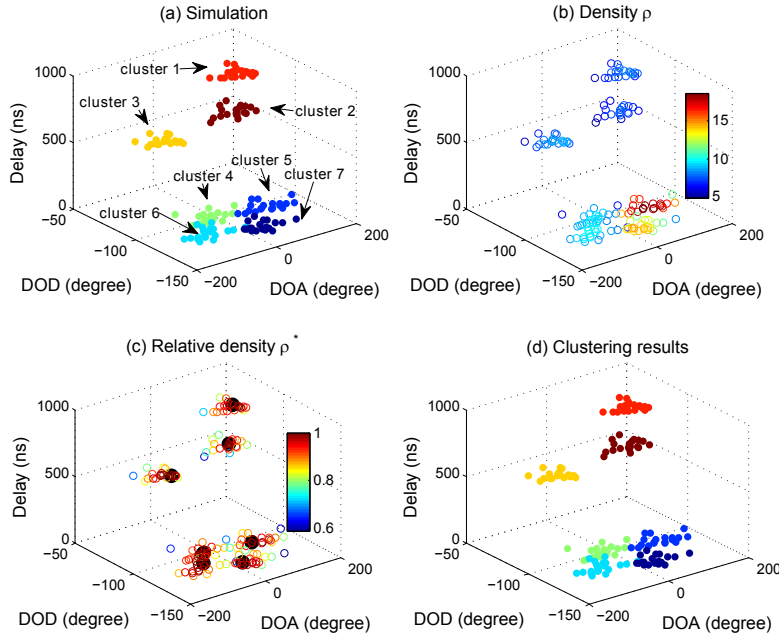 (a) Simulation
1000
500
0
Delay (ns)
−50
−100
−150
DOD (degree)
−200
0
200
DOA (degree)
cluster 1
cluster 2
cluster 3
cluster 4
cluster 5
cluster 6
cluster 7
(b) Density ρ
1000
500
0
Delay (ns)
−50
−100
−150
DOD (degree)
−200
0
200
DOA (degree)
15
10
5
(c) Relative density ρ*
1000
500
0
Delay (ns)
−50
−100
−150
DOD (degree)
−200
0
200
DOA (degree)
1
0.8
0.6
(d) Clustering results
1000
500
0
Delay (ns)
−50
−100
−150
DOD (degree)
−200
0
200
DOA (degree)